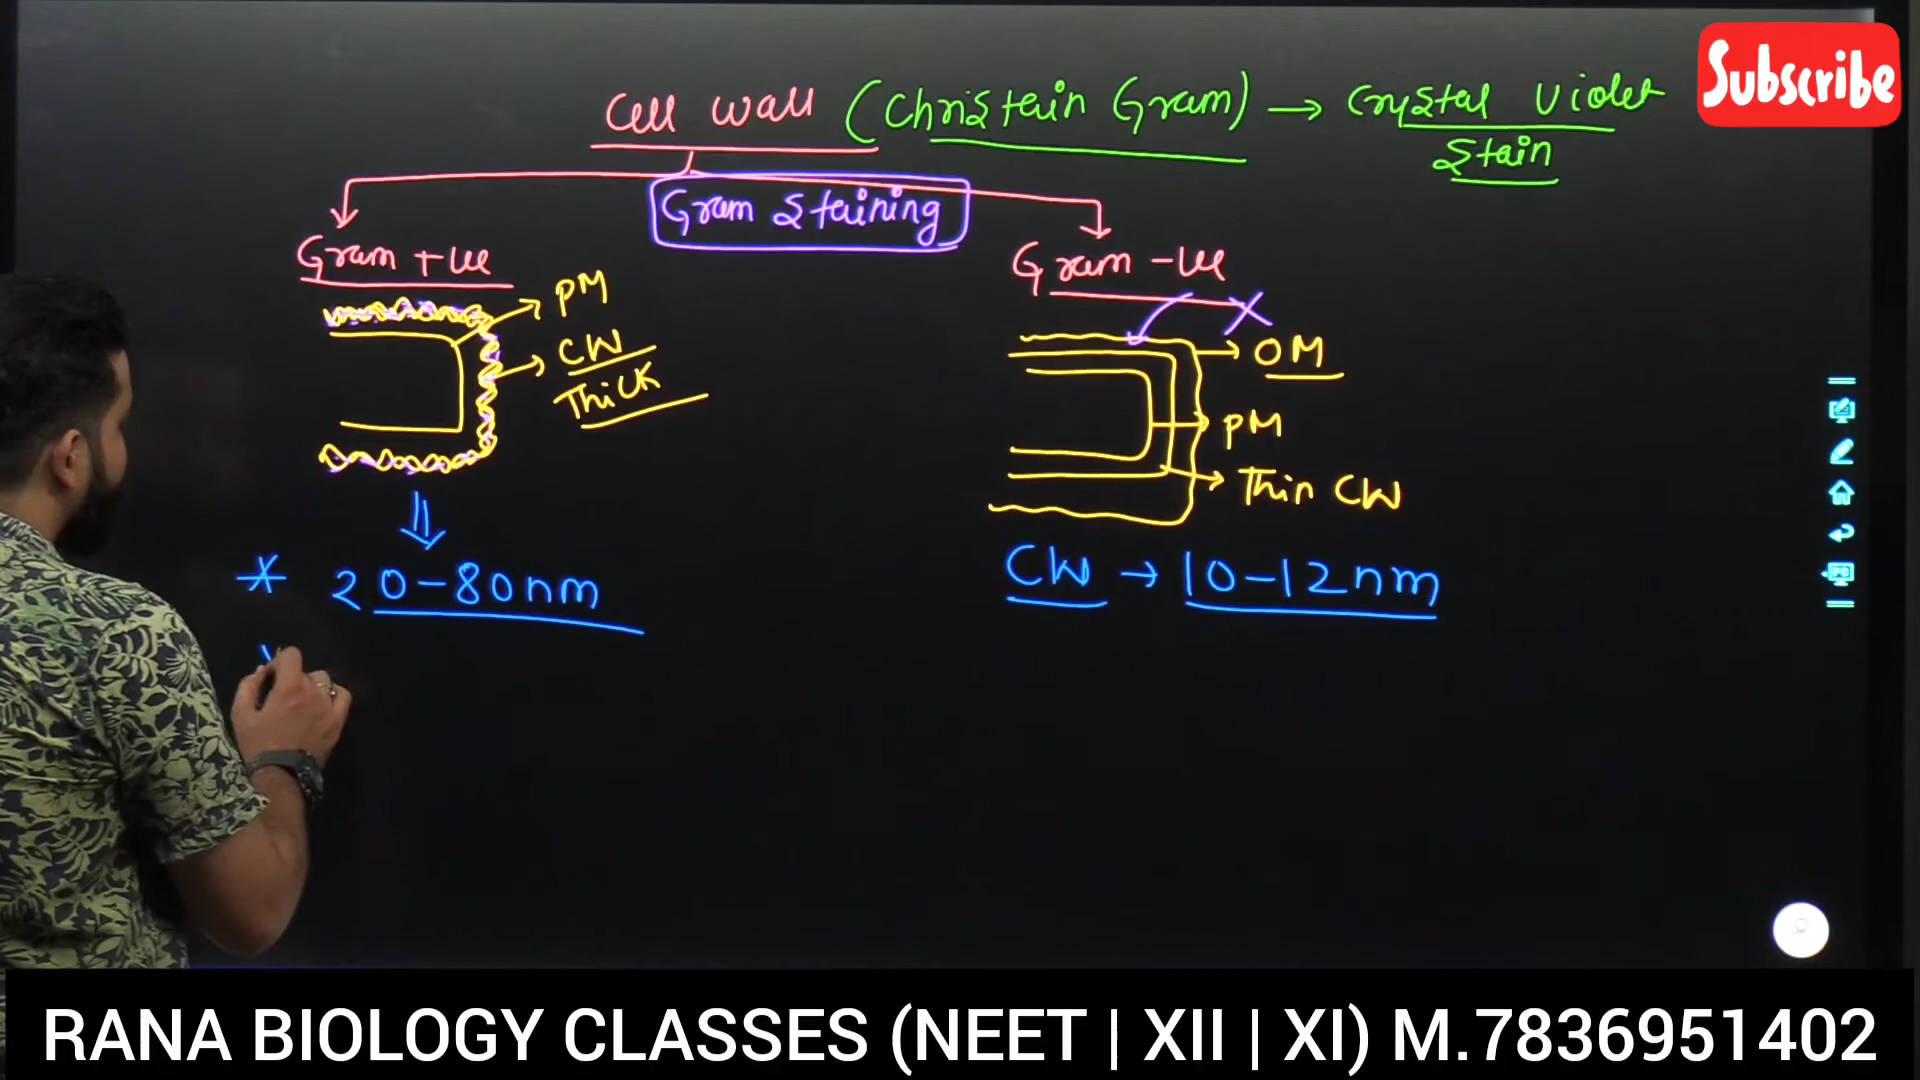 Cell wall (Christain Gram) → Crystal Violet
Stain
Subscribe
Gram Staining
Gram +ve
Gram -ve
PM
CW
Thick
OM
PM
Thin CW
* 20-80nm
CW → 10-12nm
RANA BIOLOGY CLASSES (NEET | XII | XI) M.7836951402